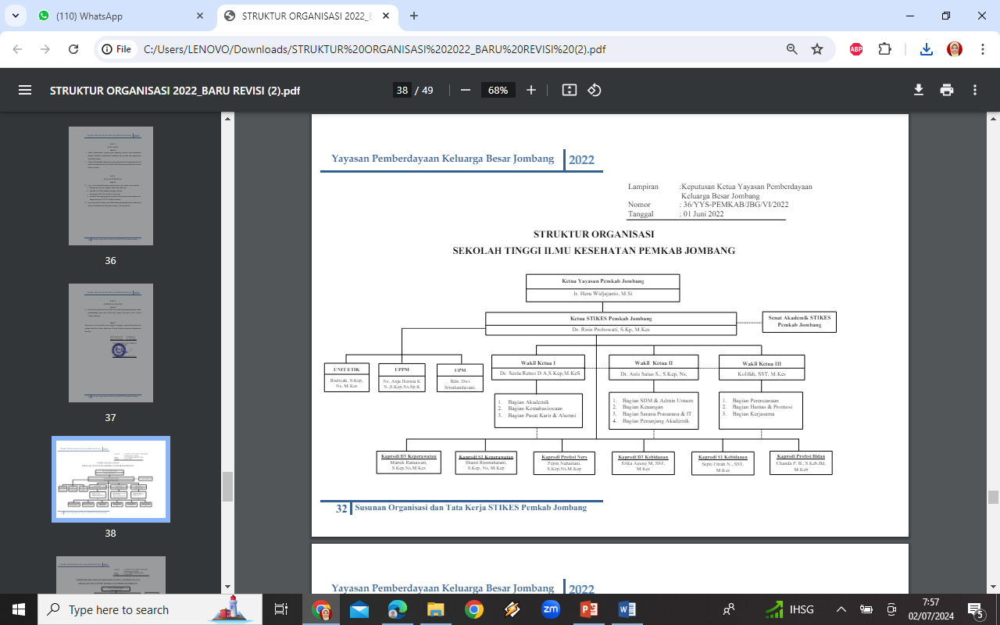 (110) WhatsApp
STRUKTUR ORGANISASI 2022_B
File
C:/Users/LENOVO/Downloads/STRUKTUR%20ORGANISASI%202022_BARU%20REVISI%20(2).pdf
ABP
STRUKTUR ORGANISASI 2022_BARU REVISI (2).pdf
38 / 49
68%
36
37
38
Yayasan Pemberdayaan Keluarga Besar Jombang 2022
Lampiran :Keputusan Ketua Yayasan Pemberdayaan
Keluarga Besar Jombang
Nomor : 36/YYS-PEMKAB/JBG/VI/2022
Tanggal : 01 Juni 2022
STRUKTUR ORGANISASI
SEKOLAH TINGGI ILMU KESEHATAN PEMKAB JOMBANG
Ketua Yayasan Pemkab Jombang
Ir. Heru Widjajanto, M.Si
Ketua STIKES Pemkab Jombang
Dr. Ririn Probowati, S.Kp, M.Kes
Senat Akademik STIKES
Pemkab Jombang
UNIT ETIK
Rodiyah, S.Kep,
Ns, M.Kes
UPPM
Ns. Anja Hesnia K
N.,S.Kep,Ns,Sp.K
UPM
Bdn. Dwi
Wakil Ketua I
Dr. Sestu Retno D A,S.Kep,M.KeS
Wakil Ketua II
Dr. Anis Satus S., S.Kep, Ns,
Wakil Ketua III
Kolifah, SST, M.Kes
1. Bagian Akademik
2. Bagian Kemahasiswaan
3. Bagian Pusat Karir & Alumni
1. Bagian SDM & Admin Umum
2. Bagian Keuangan
3. Bagian Sarana Prasarana & IT
4. Bagian Penunjang Akademik
1. Bagian Perencanaan
2. Bagian Humas & Promosi
3. Bagian Kerjasama
Kaprodi D3 Keperawatan
Mamik Ratnawati,
S.Kep,Ns,M.Kes
Kaprodi S1 Keperawatan
Shanti Rosmaharani,
S.Kep, Ns, M.Kep
Kaprodi Profesi Ners
Pepin Nahariani,
S.Kep,Ns,M.Kep
Kaprodi D3 Kebidanan
Erika Agung M, SST,
M.Kes
Kaprodi S1 Kebidanan
Septi Fitrah N., SST,
M.Kes
Kaprodi Profesi Bidan
Chanda P. B., S.Keb,Bd,
M.Keb
32 Susunan Organisasi dan Tata Kerja STIKES Pemkab Jombang
Yayasan Pemberdayaan Keluarga Besar Jombang 2022
Type here to search
zm
IHSG
7:57
02/07/2024
5